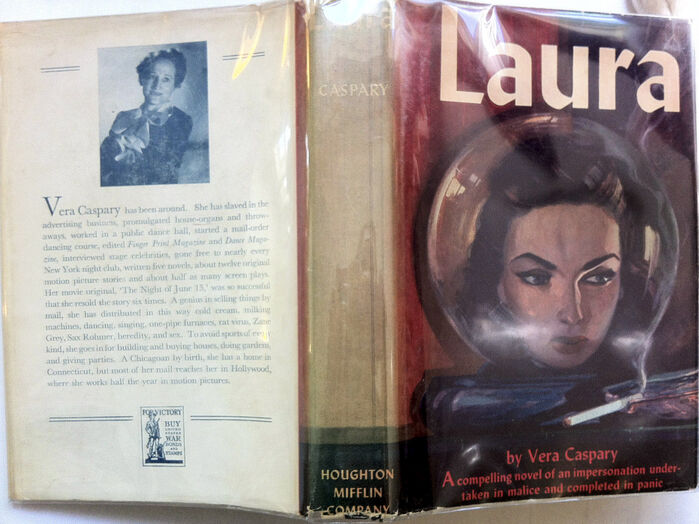 Vera Caspary has been around. She has slaved in the
advertising business, promulgated house-organs and throw-
aways, worked in a public dance hall, started a mail-order
dancing course, edited Finger Print Magazine and Dance Maga-
zine, interviewed stage celebrities, gone free to nearly every
New York night club, written five novels, about twelve original
motion picture stories and about half as many screen plays.
Her movie original, 'The Night of June 13,' was so successful
that she resold the story six times. A genius in selling things by
mail, she has distributed in this way cold cream, milking
machines, dancing, singing, one-pipe furnaces, rat virus, Zane
Grey, Sax Rohmer, heredity, and sex. To avoid sports of every
kind, she goes in for building and buying houses, doing gardens,
and giving parties. A Chicagoan by birth, she has a home in
Connecticut, but most of her mail reaches her in Hollywood,
where she works half the year in motion pictures.
FOR VICTORY
BUY
UNITED
STATES
WAR
BONDS
AND
STAMPS
CASPARY
HOUGHTON
MIFFLIN
COMPANY
Laura
by Vera Caspary
A compelling novel of an impersonation under-
taken in malice and completed in panic